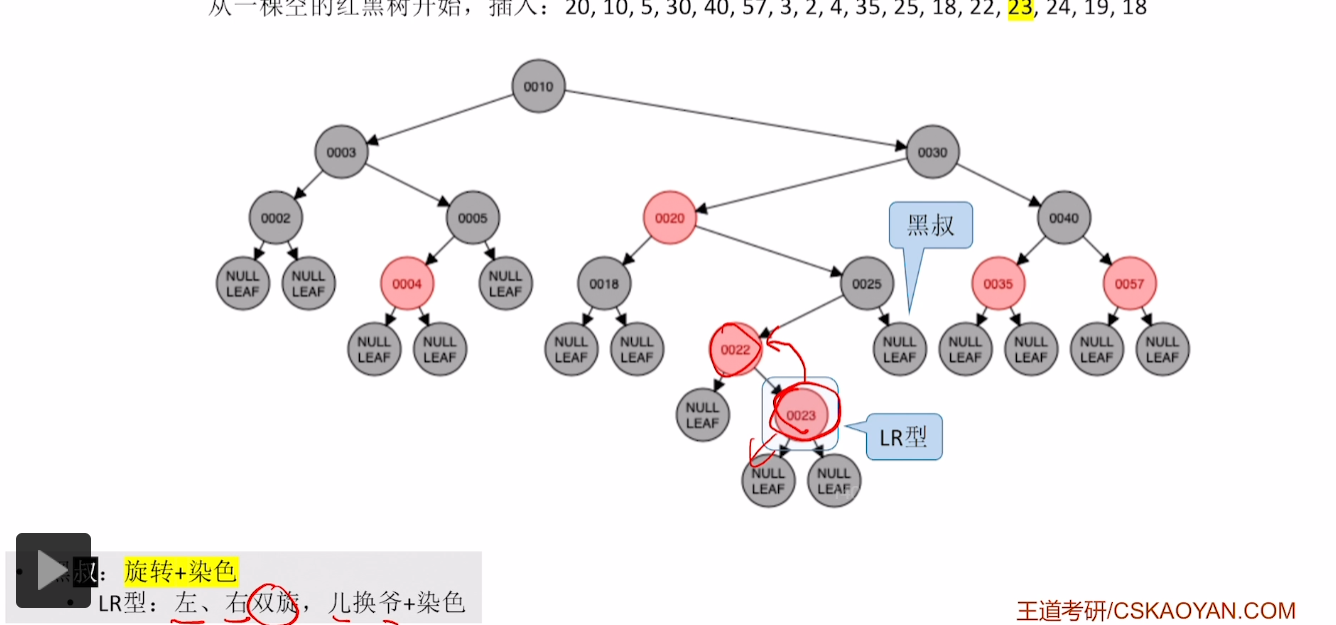 从一棵空的红黑树开始，插入：20, 10, 5, 30, 40, 57, 3, 2, 4, 35, 25, 18, 22, 23, 24, 19, 18
0010
0003
0030
0002
0005
0020
黑叔
0040
NULL LEAF
NULL LEAF
0004
NULL LEAF
0018
0025
0035
0057
NULL LEAF
NULL LEAF
NULL LEAF
NULL LEAF
0022
NULL LEAF
NULL LEAF
NULL LEAF
NULL LEAF
NULL LEAF
NULL LEAF
0023
LR型
NULL LEAF
NULL LEAF
叔：旋转+染色
LR型：左、右双旋，儿换爷+染色
王道考研/CSKAOYAN.COM